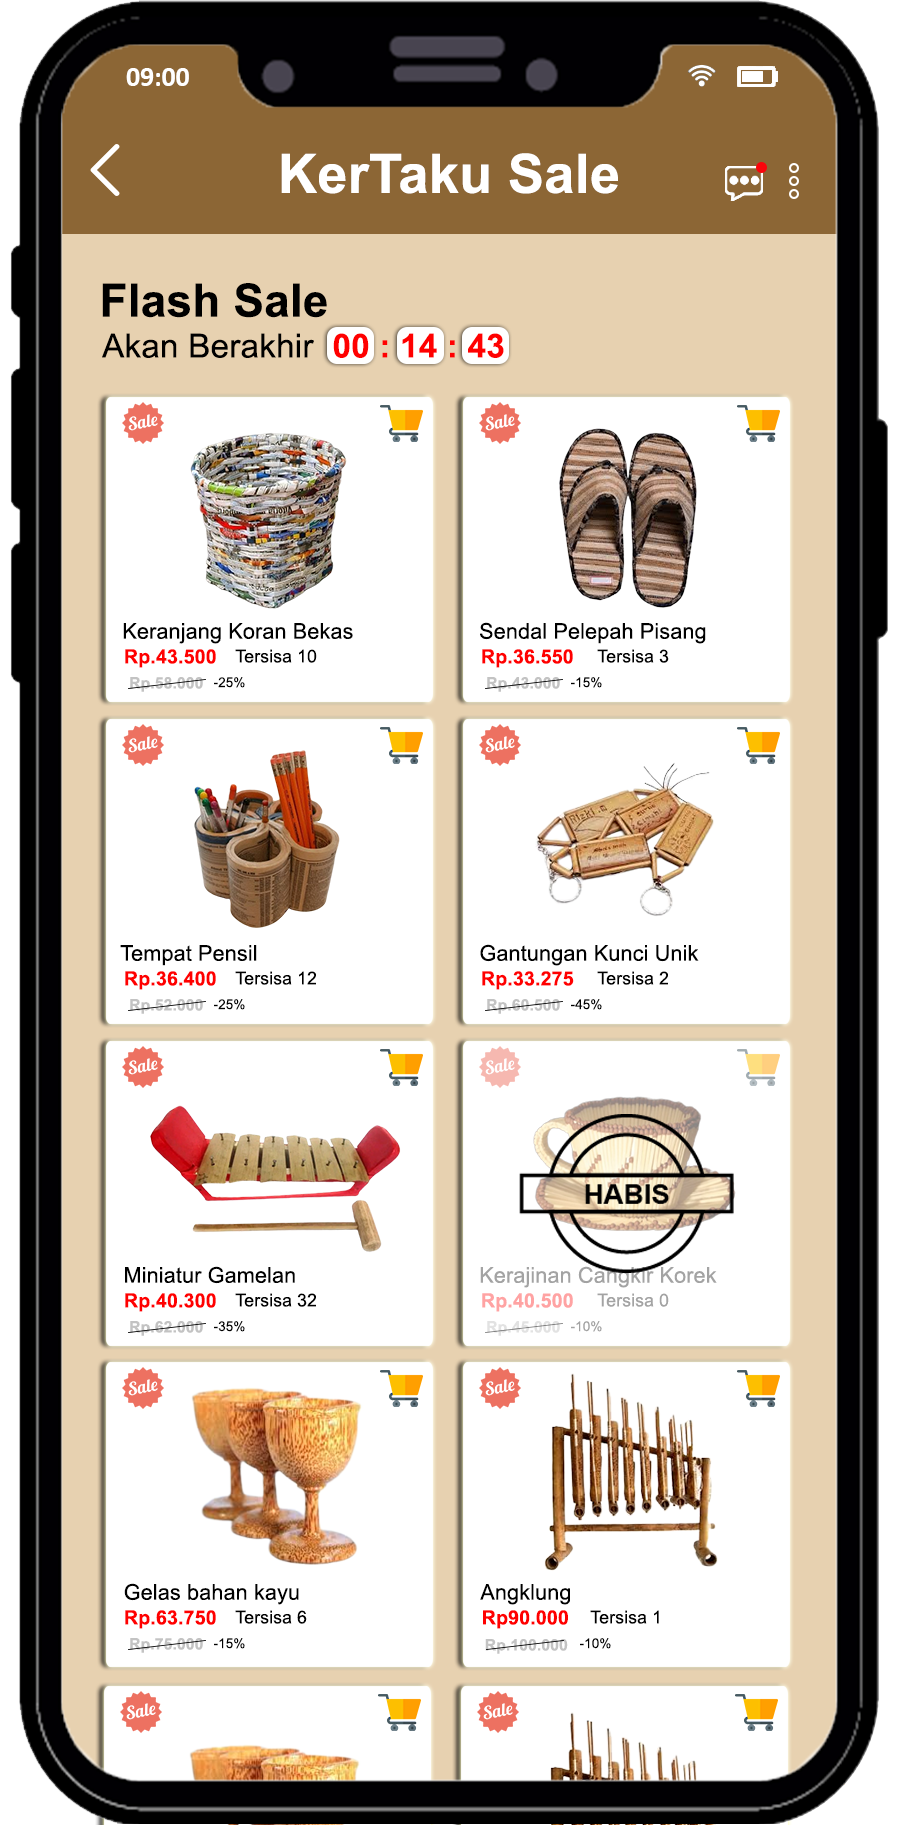 09:00
KerTaku Sale
Flash Sale
Akan Berakhir 00 : 14 : 43
Sale
Keranjang Koran Bekas
Rp.43.500 Tersisa 10
Rp.58.000 -25%
Sale
Sendal Pelepah Pisang
Rp.36.550 Tersisa 3
Rp.43.000 -15%
Sale
Tempat Pensil
Rp.36.400 Tersisa 12
Rp.52.000 -25%
Sale
Gantungan Kunci Unik
Rp.33.275 Tersisa 2
Rp.60.500 -45%
Sale
Miniatur Gamelan
Rp.40.300 Tersisa 32
Rp.62.000 -35%
Sale
HABIS
Kerajinan Cangkir Korek
Rp.40.500 Tersisa 0
Rp.45.000 -10%
Sale
Gelas bahan kayu
Rp.63.750 Tersisa 6
Rp.75.000 -15%
Sale
Angklung
Rp90.000 Tersisa 1
Rp.100.000 -10%
Sale
Sale